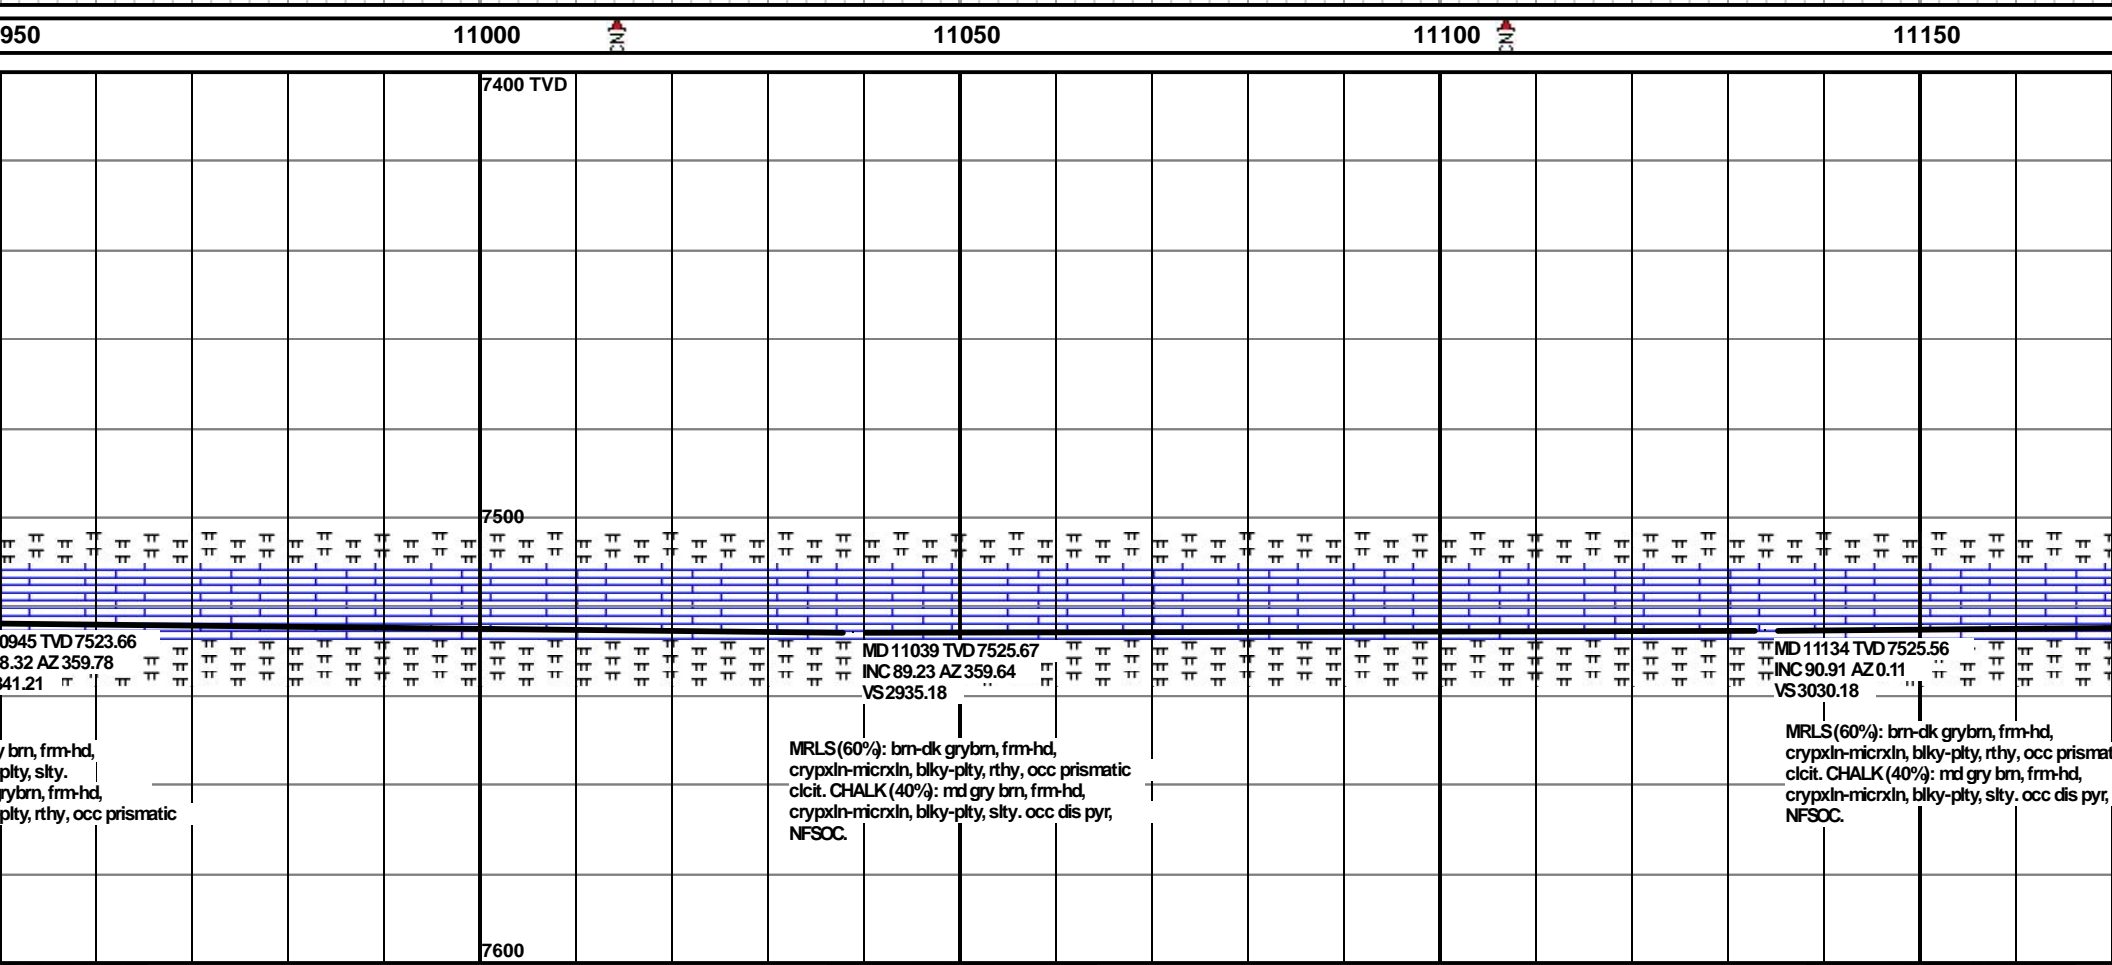 950 11000 CN 11050 11100 CN 11150
7400 TVD
7500
0945 TVD 7523.66
8.32 AZ 359.78
341.21
MD 11039 TVD 7525.67
INC 89.23 AZ 359.64
VS 2935.18
MD 11134 TVD 7525.56
INC 90.91 AZ 0.11
VS 3030.18
y brn, frm-hd,
plty, slty.
grybrn, frm-hd,
plty, rthy, occ prismatic
MRLS (60%): brn-dk grybrn, frm-hd,
crypxln-micrxln, blky-plty, rthy, occ prismatic
clcit. CHALK (40%): md gry brn, frm-hd,
crypxln-micrxln, blky-plty, slty. occ dis pyr,
NFSOC.
MRLS (60%): brn-dk grybrn, frm-hd,
crypxln-micrxln, blky-plty, rthy, occ prismat
clcit. CHALK (40%): md gry brn, frm-hd,
crypxln-micrxln, blky-plty, slty. occ dis pyr,
NFSOC.
7600